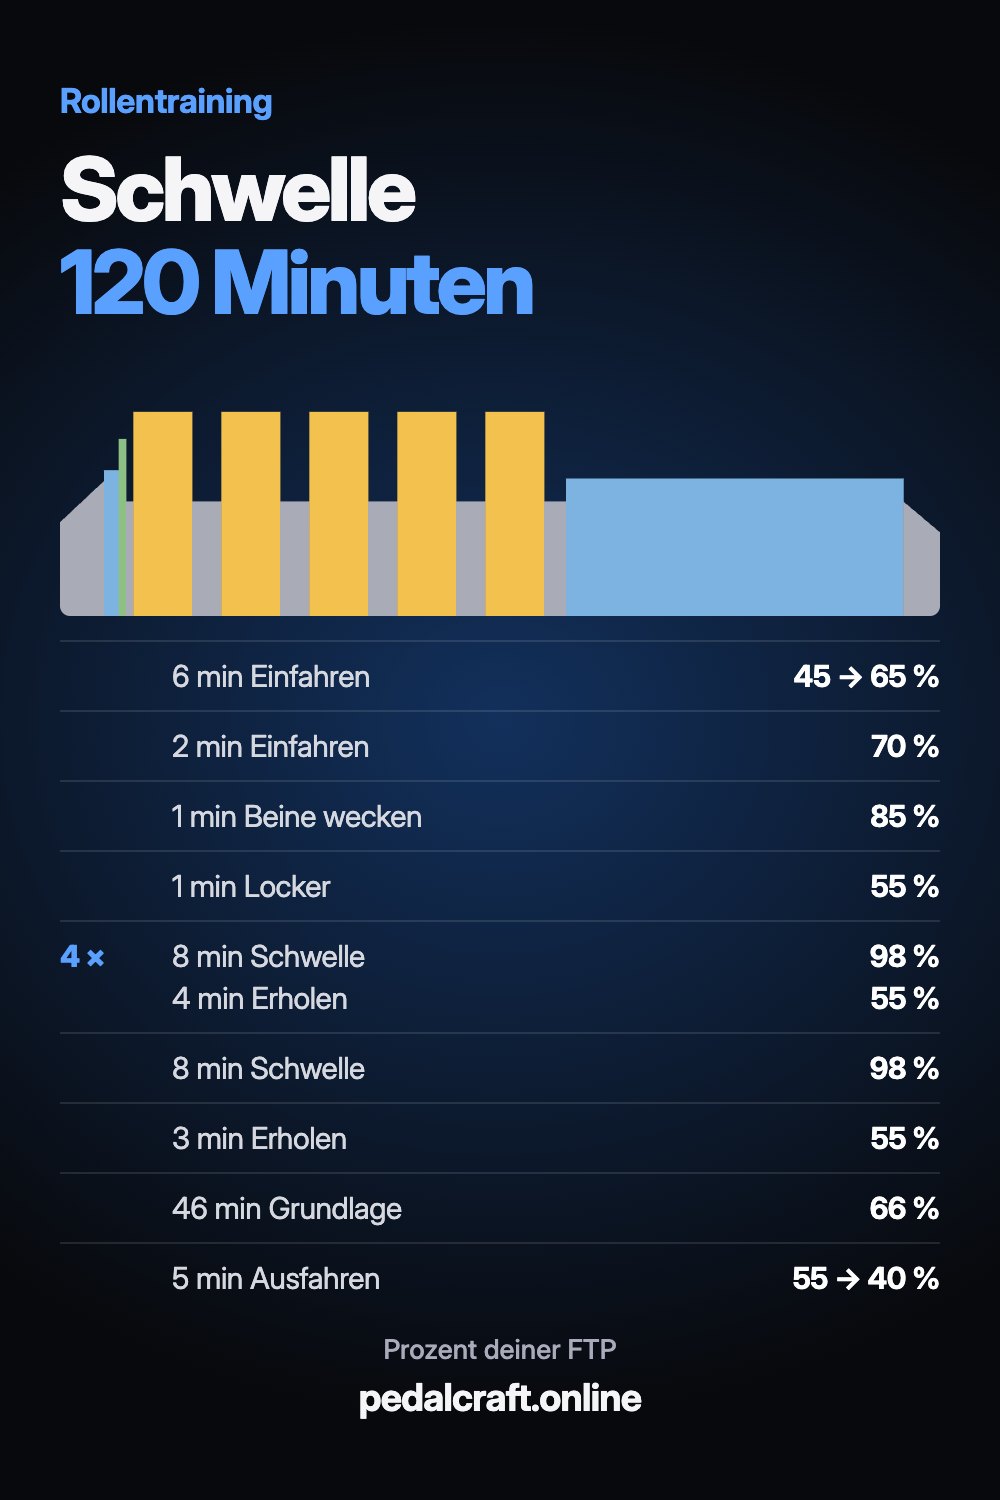 Rollentraining
Schwelle
120 Minuten
6 min Einfahren 45 → 65 %
2 min Einfahren 70 %
1 min Beine wecken 85 %
1 min Locker 55 %
4 × 8 min Schwelle 98 %
4 min Erholen 55 %
8 min Schwelle 98 %
3 min Erholen 55 %
46 min Grundlage 66 %
5 min Ausfahren 55 → 40 %
Prozent deiner FTP
pedalcraft.online